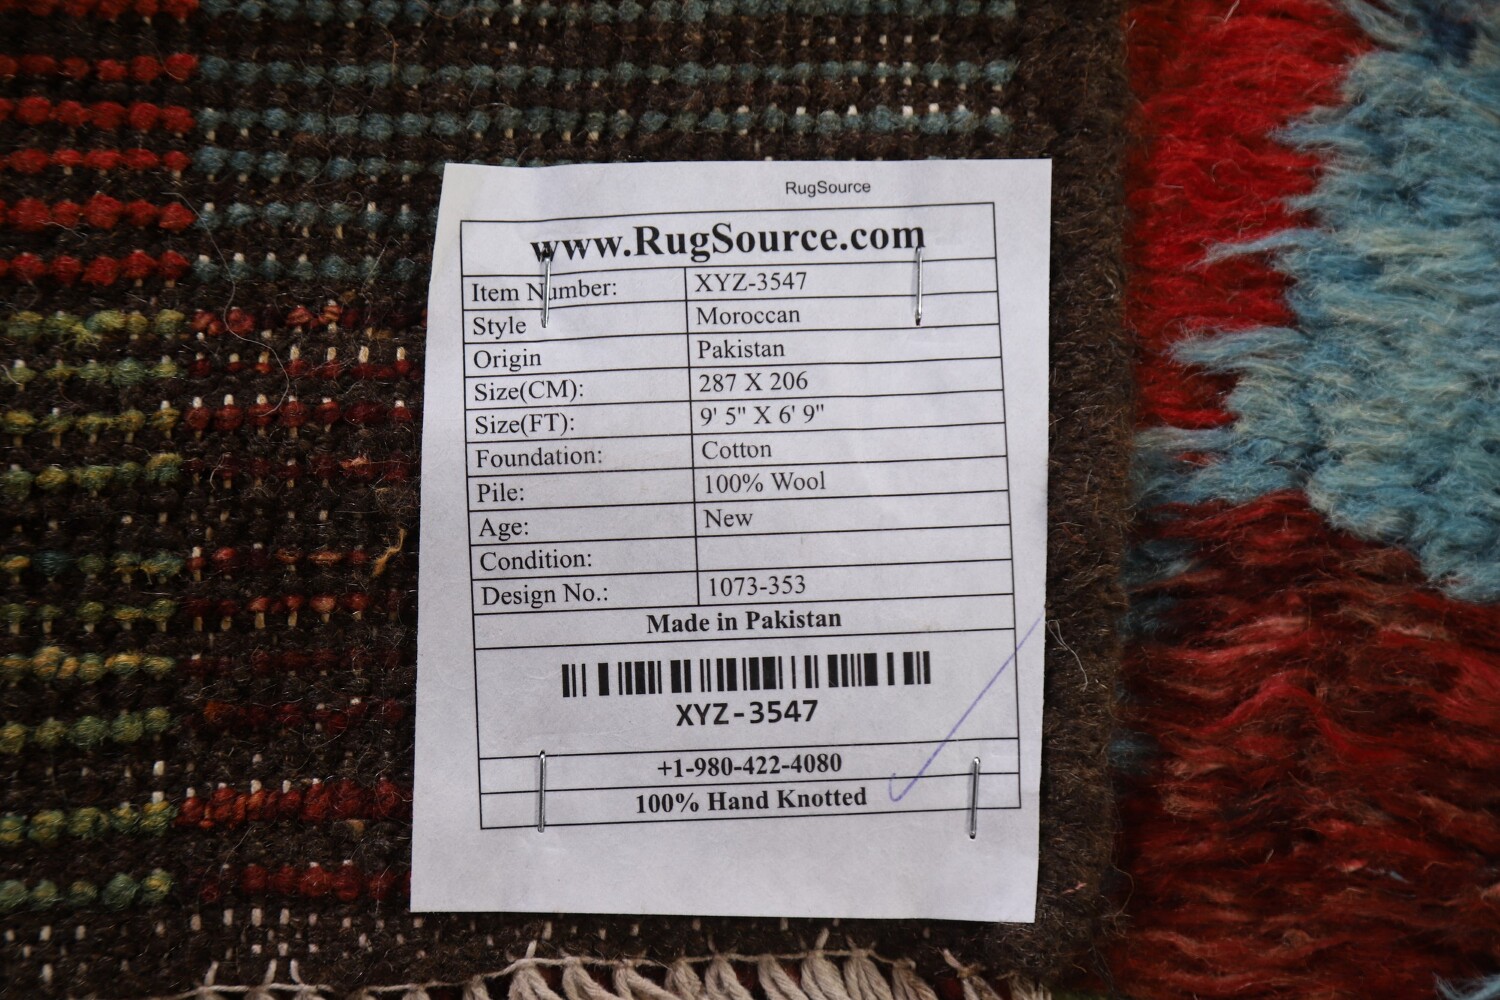 RugSource
www.RugSource.com
Item Number: XYZ-3547
Style Moroccan
Origin Pakistan
Size(CM): 287 X 206
Size(FT): 9' 5" X 6' 9"
Foundation: Cotton
Pile: 100% Wool
Age: New
Condition:
Design No.: 1073-353
Made in Pakistan
XYZ-3547
+1-980-422-4080
100% Hand Knotted